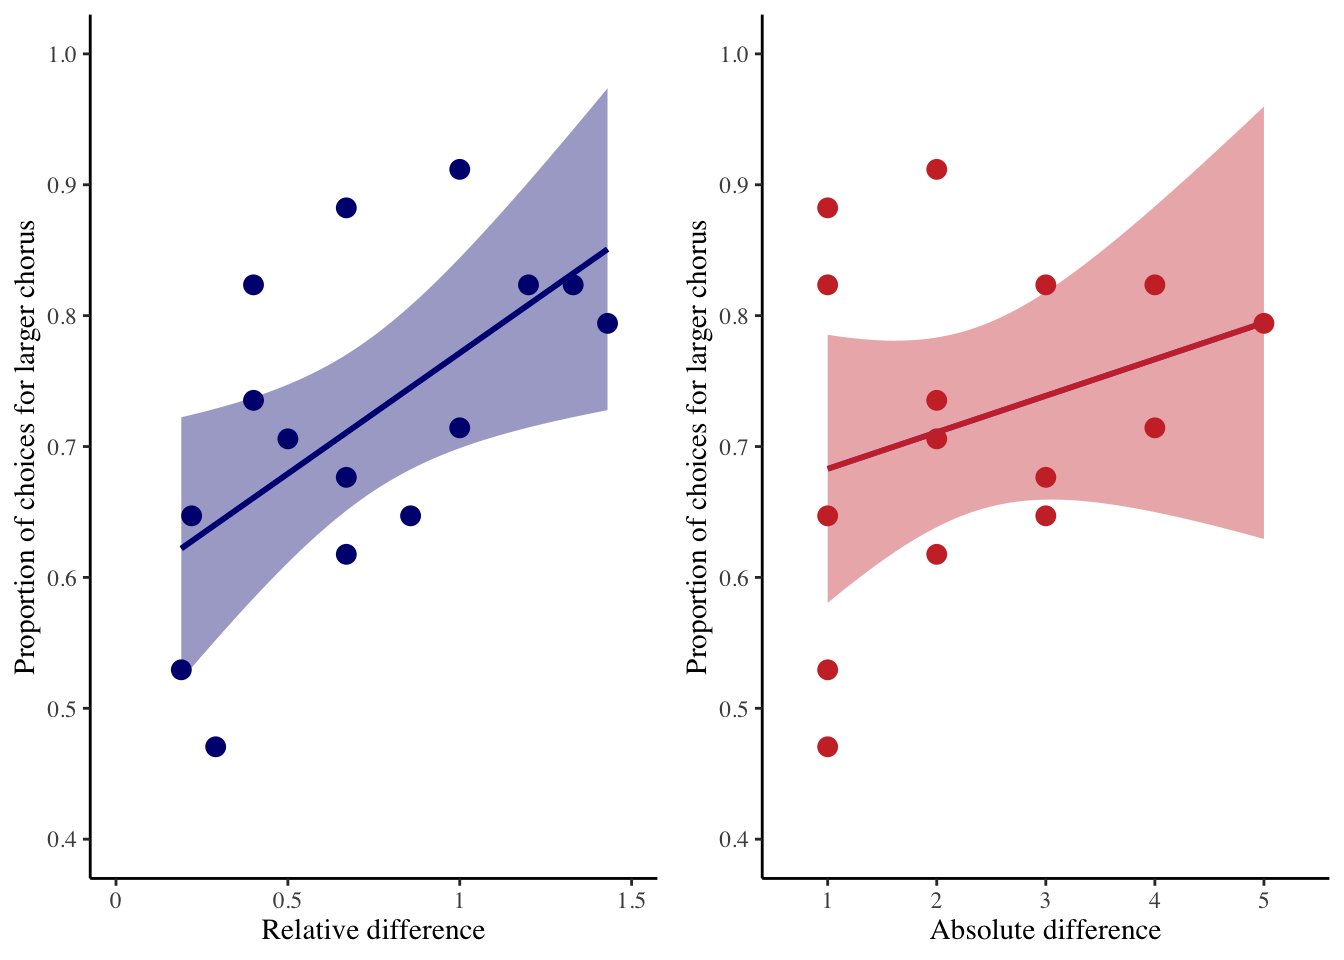 Proportion of choices for larger chorus
1.0
0.9
0.8
0.7
0.6
0.5
0.4
0 0.5 1 1.5
Relative difference
Proportion of choices for larger chorus
1.0
0.9
0.8
0.7
0.6
0.5
0.4
1 2 3 4 5
Absolute difference